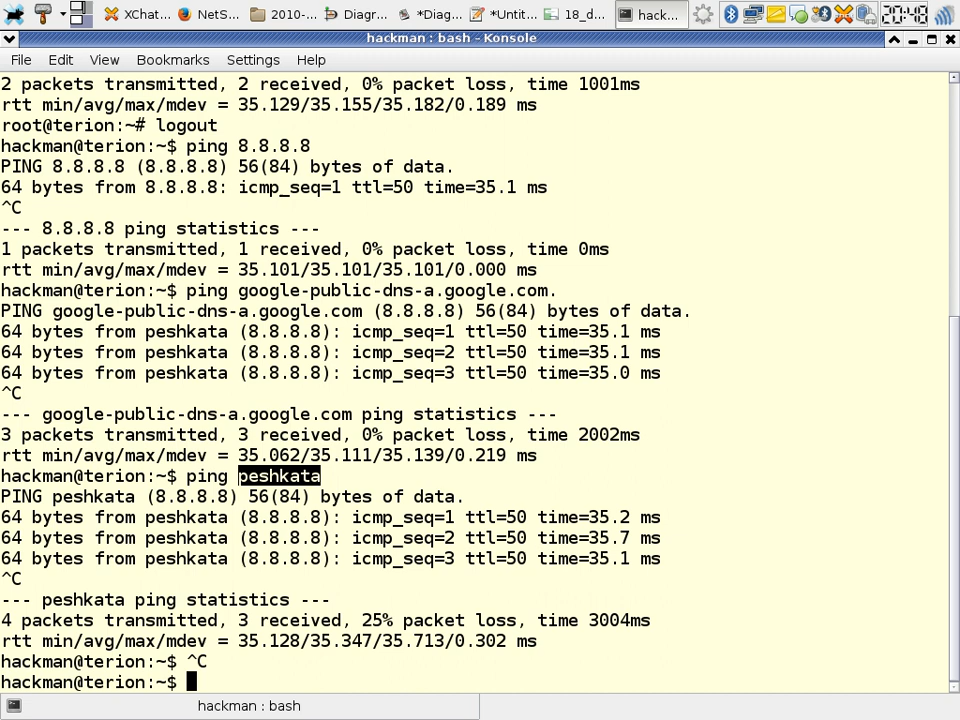 XChat...
NetS...
2010-...
Diagr...
*Diag...
*Untit...
18_d...
hack...
20:48
hackman : bash - Konsole
File Edit View Bookmarks Settings Help
2 packets transmitted, 2 received, 0% packet loss, time 1001ms
rtt min/avg/max/mdev = 35.129/35.155/35.182/0.189 ms
root@terion:~# logout
hackman@terion:~$ ping 8.8.8.8
PING 8.8.8.8 (8.8.8.8) 56(84) bytes of data.
64 bytes from 8.8.8.8: icmp_seq=1 ttl=50 time=35.1 ms
^C
--- 8.8.8.8 ping statistics ---
1 packets transmitted, 1 received, 0% packet loss, time 0ms
rtt min/avg/max/mdev = 35.101/35.101/35.101/0.000 ms
hackman@terion:~$ ping google-public-dns-a.google.com.
PING google-public-dns-a.google.com (8.8.8.8) 56(84) bytes of data.
64 bytes from peshkata (8.8.8.8): icmp_seq=1 ttl=50 time=35.1 ms
64 bytes from peshkata (8.8.8.8): icmp_seq=2 ttl=50 time=35.1 ms
64 bytes from peshkata (8.8.8.8): icmp_seq=3 ttl=50 time=35.0 ms
^C
--- google-public-dns-a.google.com ping statistics ---
3 packets transmitted, 3 received, 0% packet loss, time 2002ms
rtt min/avg/max/mdev = 35.062/35.111/35.139/0.219 ms
hackman@terion:~$ ping peshkata
PING peshkata (8.8.8.8) 56(84) bytes of data.
64 bytes from peshkata (8.8.8.8): icmp_seq=1 ttl=50 time=35.2 ms
64 bytes from peshkata (8.8.8.8): icmp_seq=2 ttl=50 time=35.7 ms
64 bytes from peshkata (8.8.8.8): icmp_seq=3 ttl=50 time=35.1 ms
^C
--- peshkata ping statistics ---
4 packets transmitted, 3 received, 25% packet loss, time 3004ms
rtt min/avg/max/mdev = 35.128/35.347/35.713/0.302 ms
hackman@terion:~$ ^C
hackman@terion:~$
hackman : bash